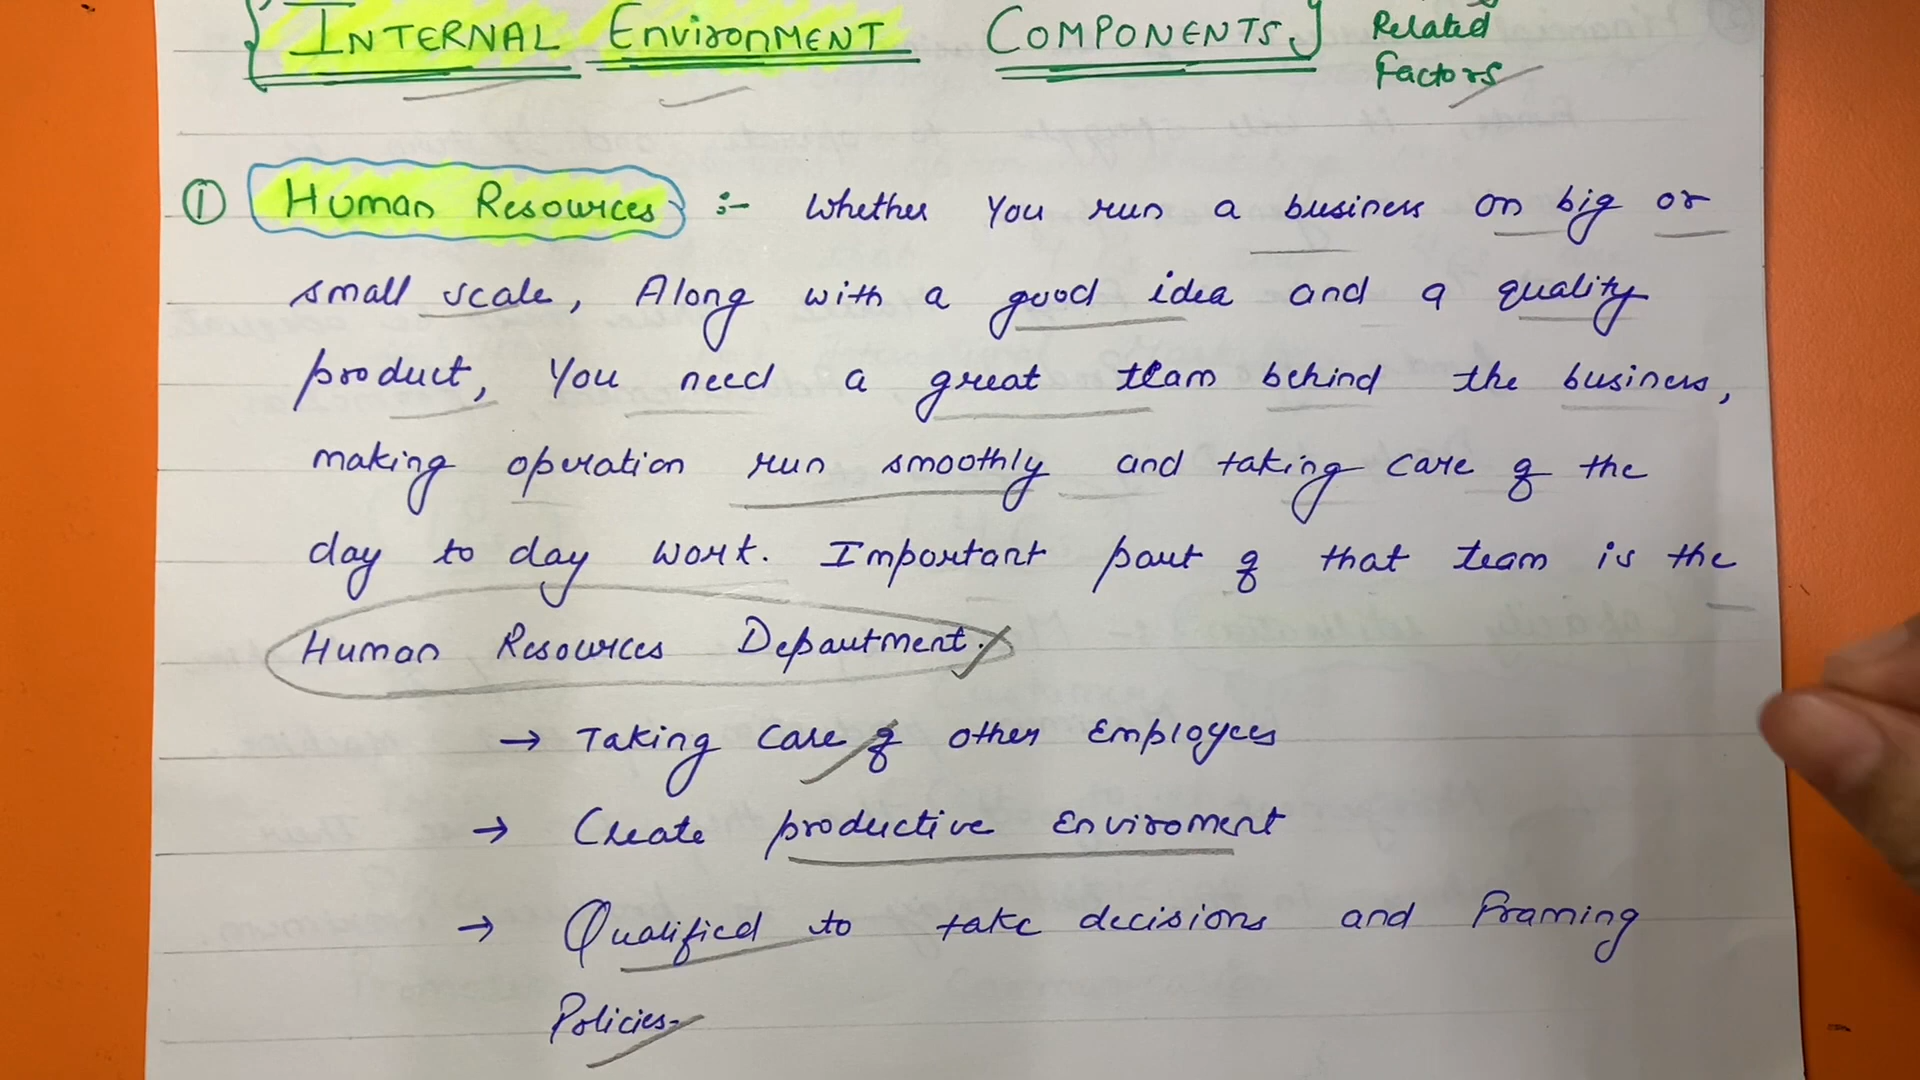 INTERNAL EnvironMENT COMPONENTS
Related
Factors
① Human Resources :- Whether You run a business on big or
small scale, Along with a good idea and a quality
product, You need a great team behind the business,
making operation run smoothly and taking care of the
day to day work. Important part of that team is the
Human Resources Department.
→ Taking Care of other Employees
→ Create productive Enviroment
→ Qualified to take decisions and Framing
Policies.